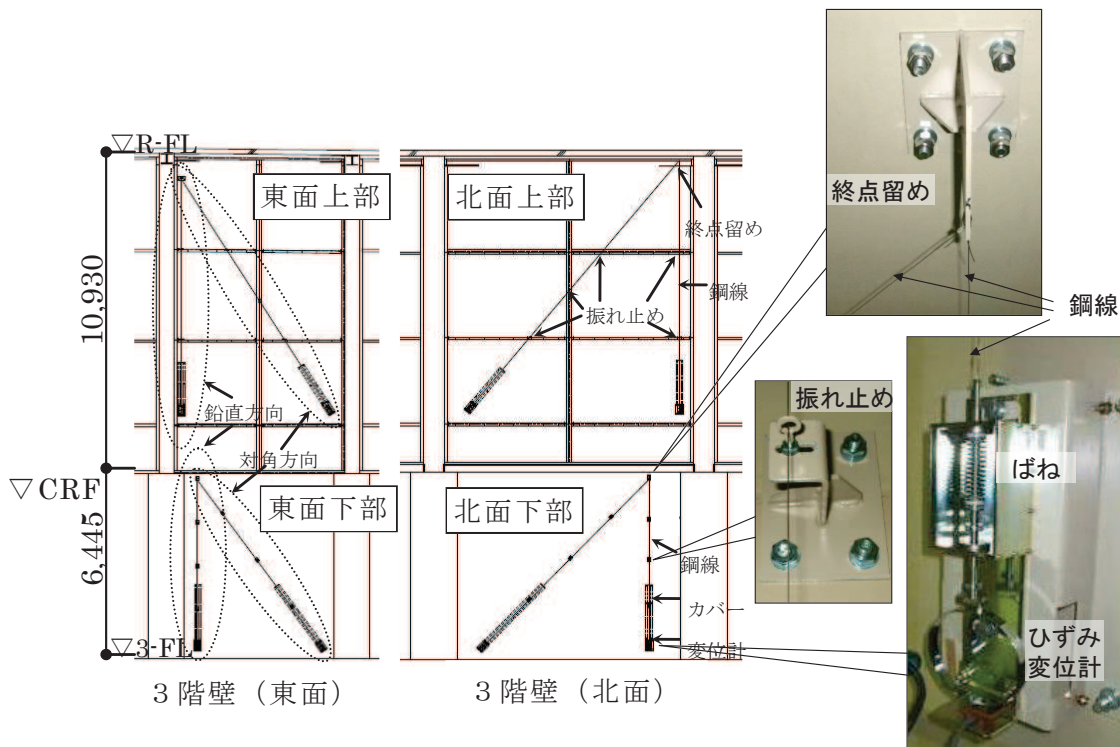 ▽R-FL
10,930
▽CRF
6,445
▽3-FL
東面上部
鉛直方向
対角方向
東面下部
3階壁（東面）
北面上部
終点留め
鋼線
振れ止め
北面下部
鋼線
カバー
変位計
3階壁（北面）
終点留め
鋼線
振れ止め
ばね
ひずみ
変位計